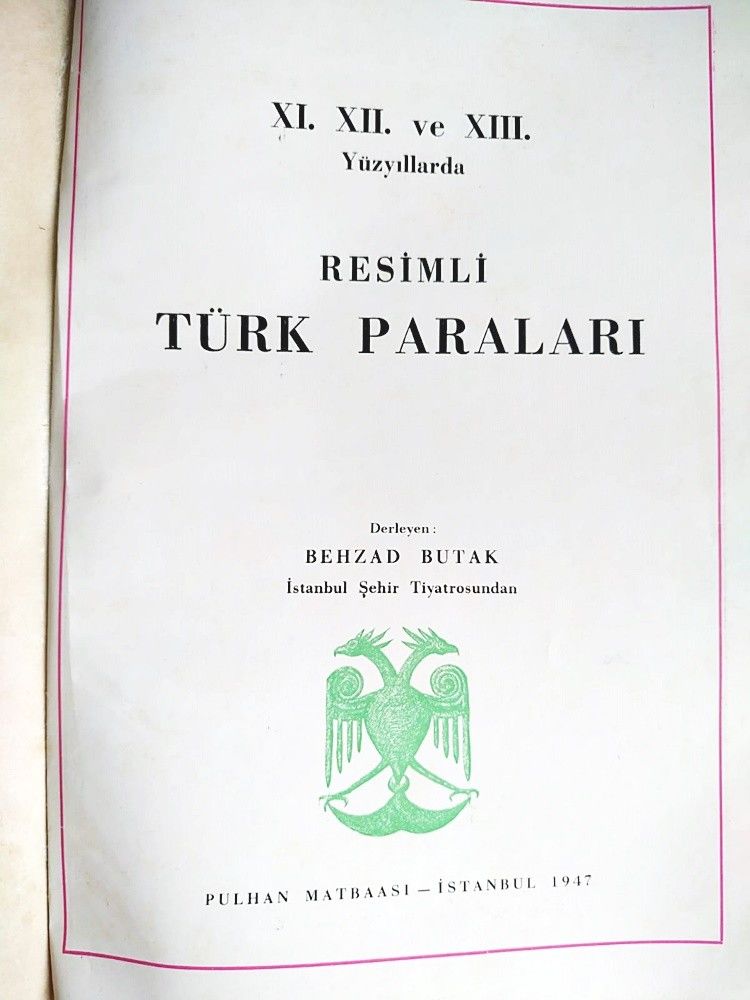 XI. XII. ve XIII.
Yüzyıllarda
RESİMLİ
TÜRK PARALARI
Derleyen :
BEHZAD BUTAK
İstanbul Şehir Tiyatrosundan
PULHAN MATBAASI — İSTANBUL 1947